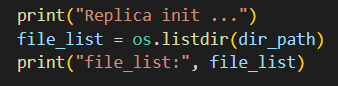 print("Replica init ...")
file_list = os.listdir(dir_path)
print("file_list:", file_list)